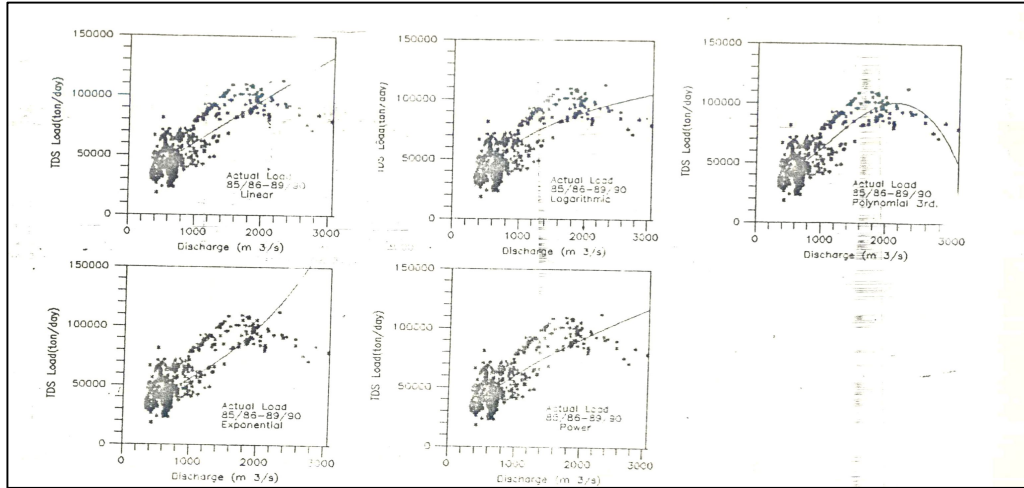 150000
100000
50000
0
TDS Load(ton/day)
0 1000 2000 3000
Discharge (m 3/s)
Actual Load
85/86-89/90
Linear
150000
100000
50000
0
TDS Load(ton/day)
0 1000 2000 3000
Discharge (m 3/s)
Actual Load
85/86-89/90
Logarithmic
150000
100000
50000
0
TDS Load(ton/day)
0 1000 2000 3000
Discharge (m 3/s)
Actual Load
85/86-89/90
Polynomial 3rd.
150000
100000
50000
0
TDS Load(ton/day)
0 1000 2000 3000
Discharge (m 3/s)
Actual Load
85/86-89/90
Exponential
150000
100000
50000
0
TDS Load(ton/day)
0 1000 2000 3000
Discharge (m 3/s)
Actual Load
85/86-89/90
Power